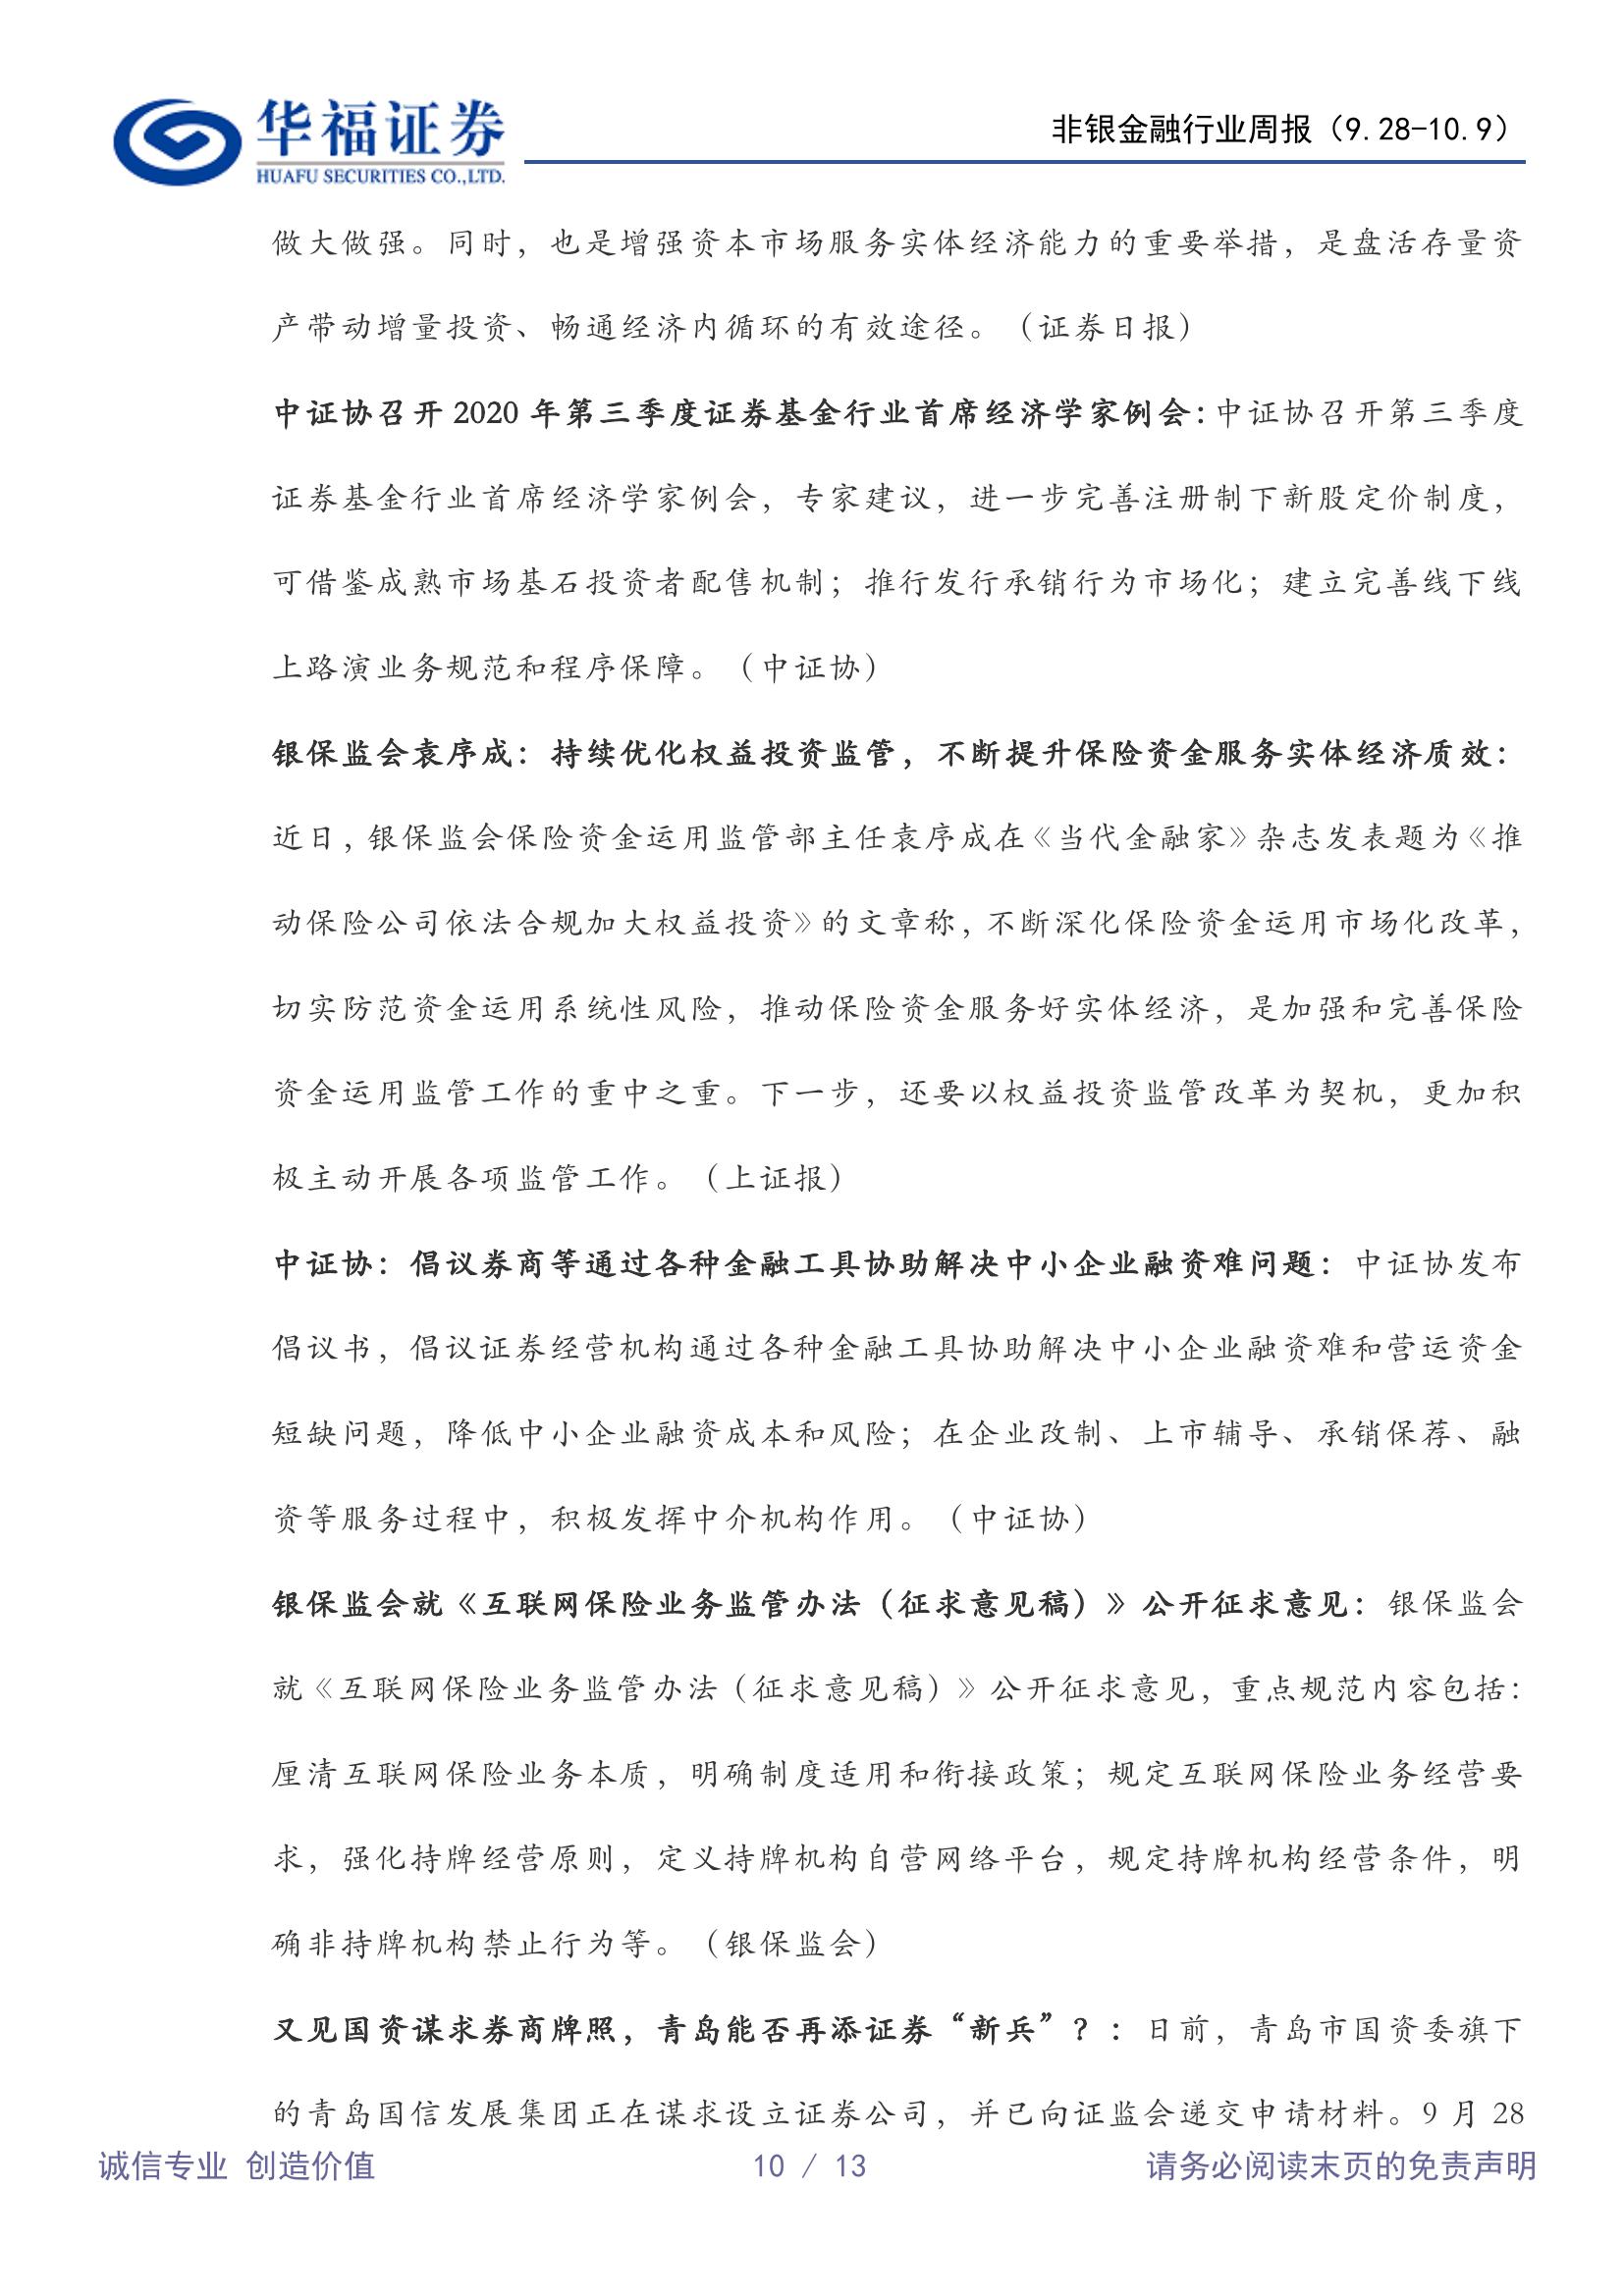 华福证券
HUAFU SECURITIES CO.,LTD.
非银金融行业周报（9.28-10.9）
做大做强。同时，也是增强资本市场服务实体经济能力的重要举措，是盘活存量资
产带动增量投资、畅通经济内循环的有效途径。（证券日报）
中证协召开 2020 年第三季度证券基金行业首席经济学家例会：中证协召开第三季度
证券基金行业首席经济学家例会，专家建议，进一步完善注册制下新股定价制度，
可借鉴成熟市场基石投资者配售机制；推行发行承销行为市场化；建立完善线下线
上路演业务规范和程序保障。（中证协）
银保监会袁序成：持续优化权益投资监管，不断提升保险资金服务实体经济质效：
近日，银保监会保险资金运用监管部主任袁序成在《当代金融家》杂志发表题为《推
动保险公司依法合规加大权益投资》的文章称，不断深化保险资金运用市场化改革，
切实防范资金运用系统性风险，推动保险资金服务好实体经济，是加强和完善保险
资金运用监管工作的重中之重。下一步，还要以权益投资监管改革为契机，更加积
极主动开展各项监管工作。（上证报）
中证协：倡议券商等通过各种金融工具协助解决中小企业融资难问题：中证协发布
倡议书，倡议证券经营机构通过各种金融工具协助解决中小企业融资难和营运资金
短缺问题，降低中小企业融资成本和风险；在企业改制、上市辅导、承销保荐、融
资等服务过程中，积极发挥中介机构作用。（中证协）
银保监会就《互联网保险业务监管办法（征求意见稿）》公开征求意见：银保监会
就《互联网保险业务监管办法（征求意见稿）》公开征求意见，重点规范内容包括：
厘清互联网保险业务本质，明确制度适用和衔接政策；规定互联网保险业务经营要
求，强化持牌经营原则，定义持牌机构自营网络平台，规定持牌机构经营条件，明
确非持牌机构禁止行为等。（银保监会）
又见国资谋求券商牌照，青岛能否再添证券“新兵”？：日前，青岛市国资委旗下
的青岛国信发展集团正在谋求设立证券公司，并已向证监会递交申请材料。9 月 28
诚信专业 创造价值
10 / 13
请务必阅读末页的免责声明